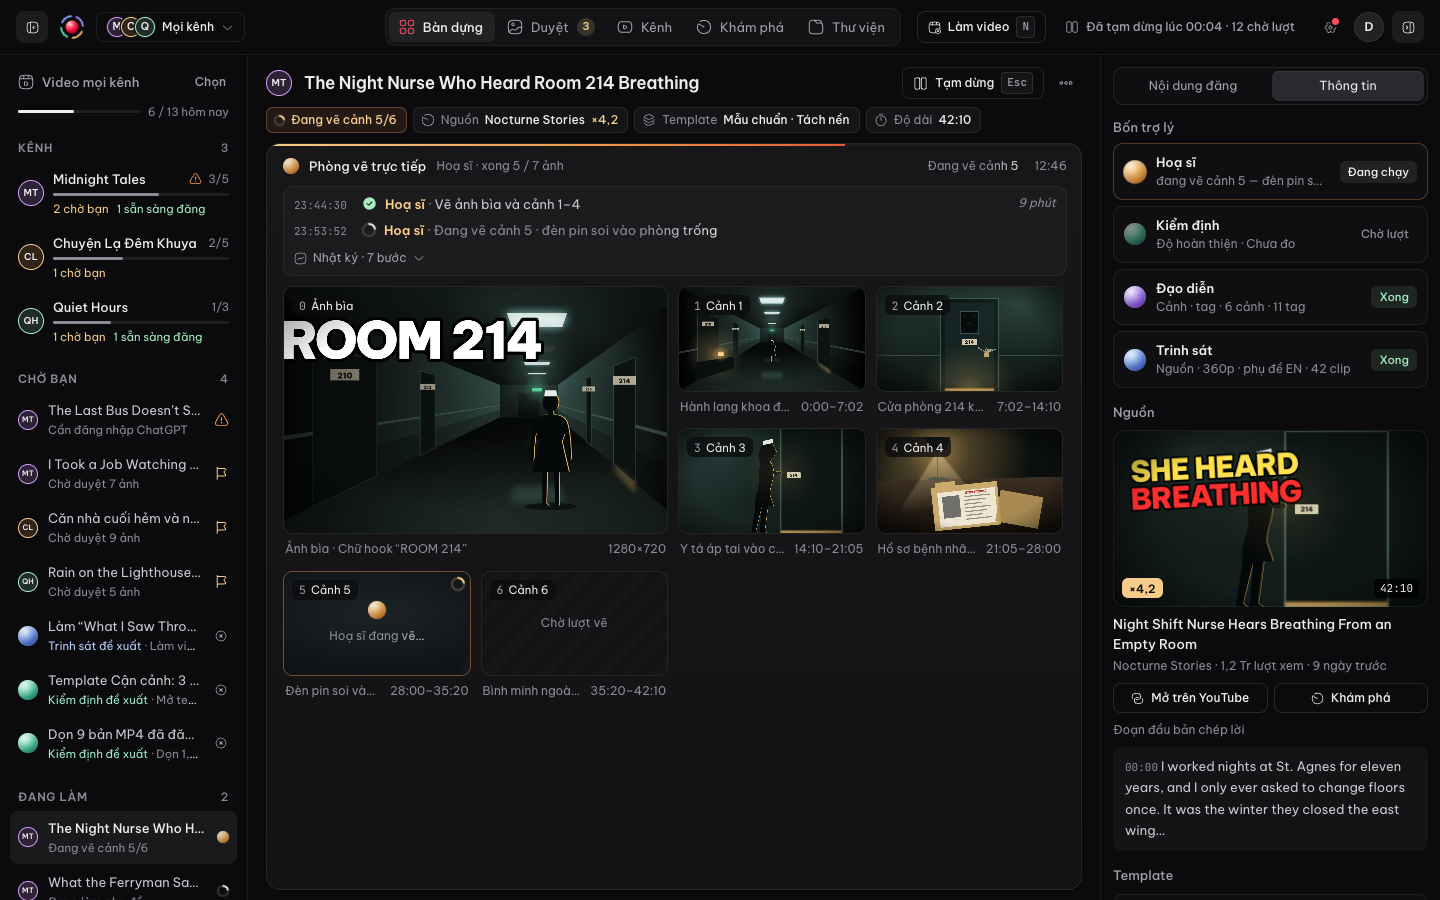 MT C Q Mọi kênh
Bàn dựng
Duyệt 3
Kênh
Khám phá
Thư viện
Làm video N
Đã tạm dừng lúc 00:04 · 12 chờ lượt
D
Video mọi kênh Chọn
6 / 13 hôm nay
KÊNH 3
MT Midnight Tales 3/5
2 chờ bạn 1 sẵn sàng đăng
CL Chuyện Lạ Đêm Khuya 2/5
1 chờ bạn
QH Quiet Hours 1/3
1 chờ bạn 1 sẵn sàng đăng
CHỜ BẠN 4
MT The Last Bus Doesn't S...
Cần đăng nhập ChatGPT
MT I Took a Job Watching ...
Chờ duyệt 7 ảnh
CL Căn nhà cuối hẻm và n...
Chờ duyệt 9 ảnh
QH Rain on the Lighthouse...
Chờ duyệt 5 ảnh
Làm “What I Saw Thro...
Trinh sát đề xuất · Làm vi...
Template Cận cảnh: 3 ...
Kiểm định đề xuất · Mở te...
Dọn 9 bản MP4 đã đă...
Kiểm định đề xuất · Dọn 1,...
ĐANG LÀM 2
MT The Night Nurse Who H...
Đang vẽ cảnh 5/6
MT What the Ferryman Sa...
MT The Night Nurse Who Heard Room 214 Breathing
Tạm dừng Esc
Đang vẽ cảnh 5/6
Nguồn Nocturne Stories ×4,2
Template Mẫu chuẩn · Tách nền
Độ dài 42:10
Phòng vẽ trực tiếp Hoạ sĩ · xong 5 / 7 ảnh
Đang vẽ cảnh 5 12:46
23:44:30 Hoạ sĩ · Vẽ ảnh bìa và cảnh 1–4 9 phút
23:53:52 Hoạ sĩ · Đang vẽ cảnh 5 · đèn pin soi vào phòng trống
Nhật ký · 7 bước
0 Ảnh bìa
ROOM 214
210
214
Ảnh bìa · Chữ hook “ROOM 214” 1280×720
1 Cảnh 1
Hành lang khoa đ... 0:00–7:02
2 Cảnh 2
214
Cửa phòng 214 k... 7:02–14:10
3 Cảnh 3
214
Y tá áp tai vào c... 14:10–21:05
4 Cảnh 4
Hồ sơ bệnh nhâ... 21:05–28:00
5 Cảnh 5
Hoạ sĩ đang vẽ...
Đèn pin soi và... 28:00–35:20
6 Cảnh 6
Chờ lượt vẽ
Bình minh ngoà... 35:20–42:10
Nội dung đăng
Thông tin
Bốn trợ lý
Hoạ sĩ
đang vẽ cảnh 5 — đèn pin s...
Đang chạy
Kiểm định
Độ hoàn thiện · Chưa đo
Chờ lượt
Đạo diễn
Cảnh · tag · 6 cảnh · 11 tag
Xong
Trinh sát
Nguồn · 360p · phụ đề EN · 42 clip
Xong
Nguồn
SHE HEARD
BREATHING
214
×4,2
42:10
Night Shift Nurse Hears Breathing From an
Empty Room
Nocturne Stories · 1,2 Tr lượt xem · 9 ngày trước
Mở trên YouTube
Khám phá
Đoạn đầu bản chép lời
00:00 I worked nights at St. Agnes for eleven
years, and I only ever asked to change floors
once. It was the winter they closed the east
wing...
Template